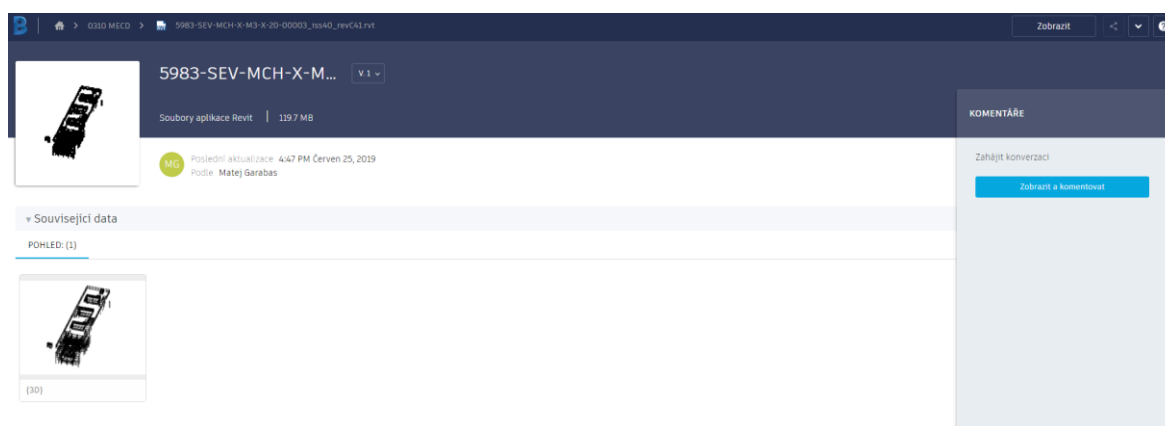 B 0310 MECD 5983-SEV-MCH-X-M3-X-20-00003_tss40_revC41.rvt Zobrazit
5983-SEV-MCH-X-M... V.1
Soubory aplikace Revit 119.7 MB
MG Poslední aktualizace 4:47 PM Červen 25, 2019
Podle Matej Garabas
Související data
POHLED: (1)
{3D}
KOMENTÁŘE
Zahájit konverzaci
Zobrazit a komentovat